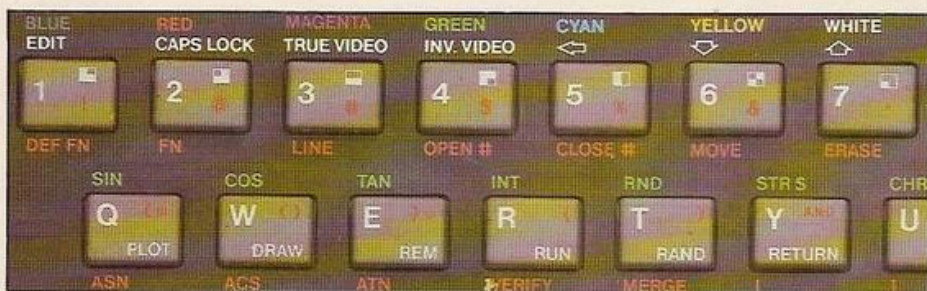 BLUE RED MAGENTA GREEN CYAN YELLOW WHITE
EDIT CAPS LOCK TRUE VIDEO INV. VIDEO
1 ! 2 @ 3 # 4 $ 5 % 6 & 7 '
DEF FN FN LINE OPEN # CLOSE # MOVE ERASE
SIN COS TAN INT RND STR $ CHR
Q <= W <> E >= R < T > Y AND U
PLOT DRAW REM RUN RAND RETURN
ASN ACS ATN VERIFY MERGE [ ]